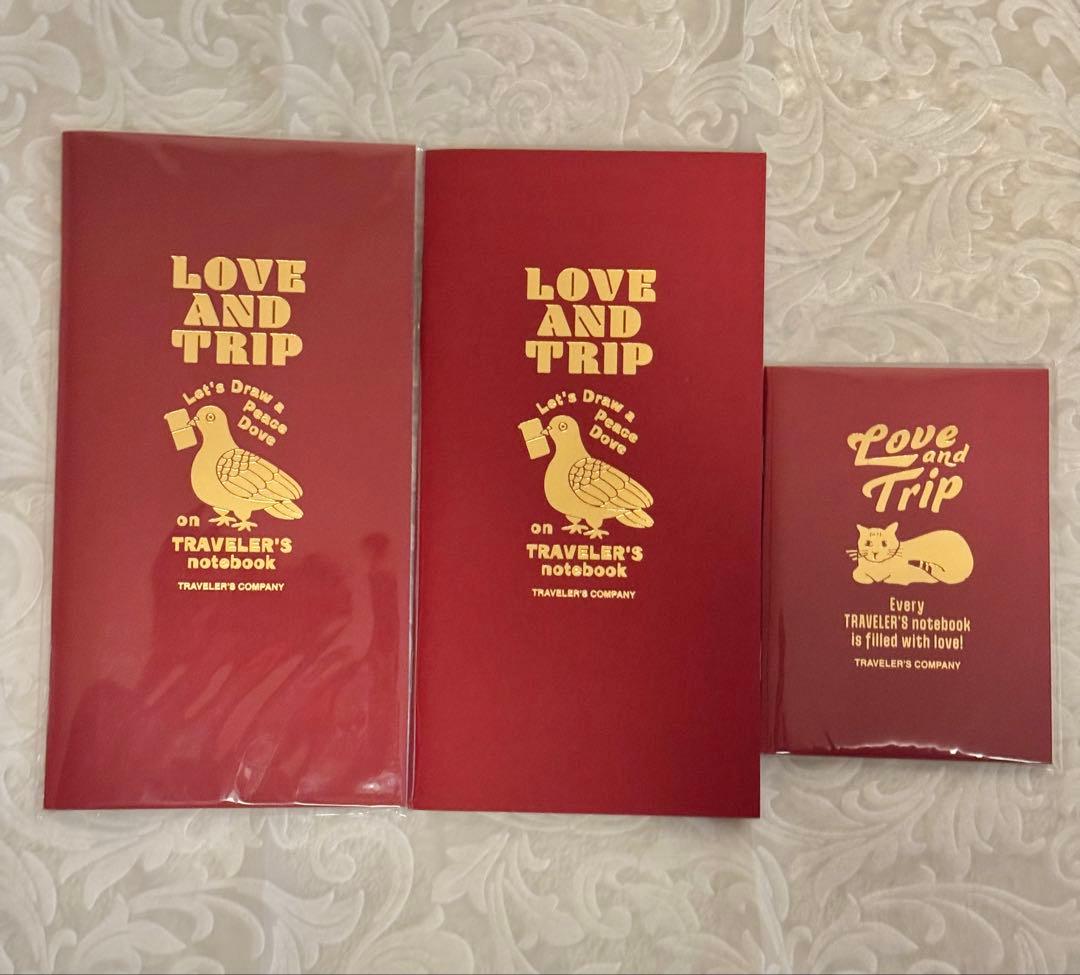 LOVE
AND
TRIP
Let's Draw a
Peace
Dove
on
TRAVELER'S
notebook
TRAVELER'S COMPANY
LOVE
AND
TRIP
Let's Draw a
Peace
Dove
on
TRAVELER'S
notebook
TRAVELER'S COMPANY
Love
and
Trip
Every
TRAVELER'S notebook
is filled with love!
TRAVELER'S COMPANY